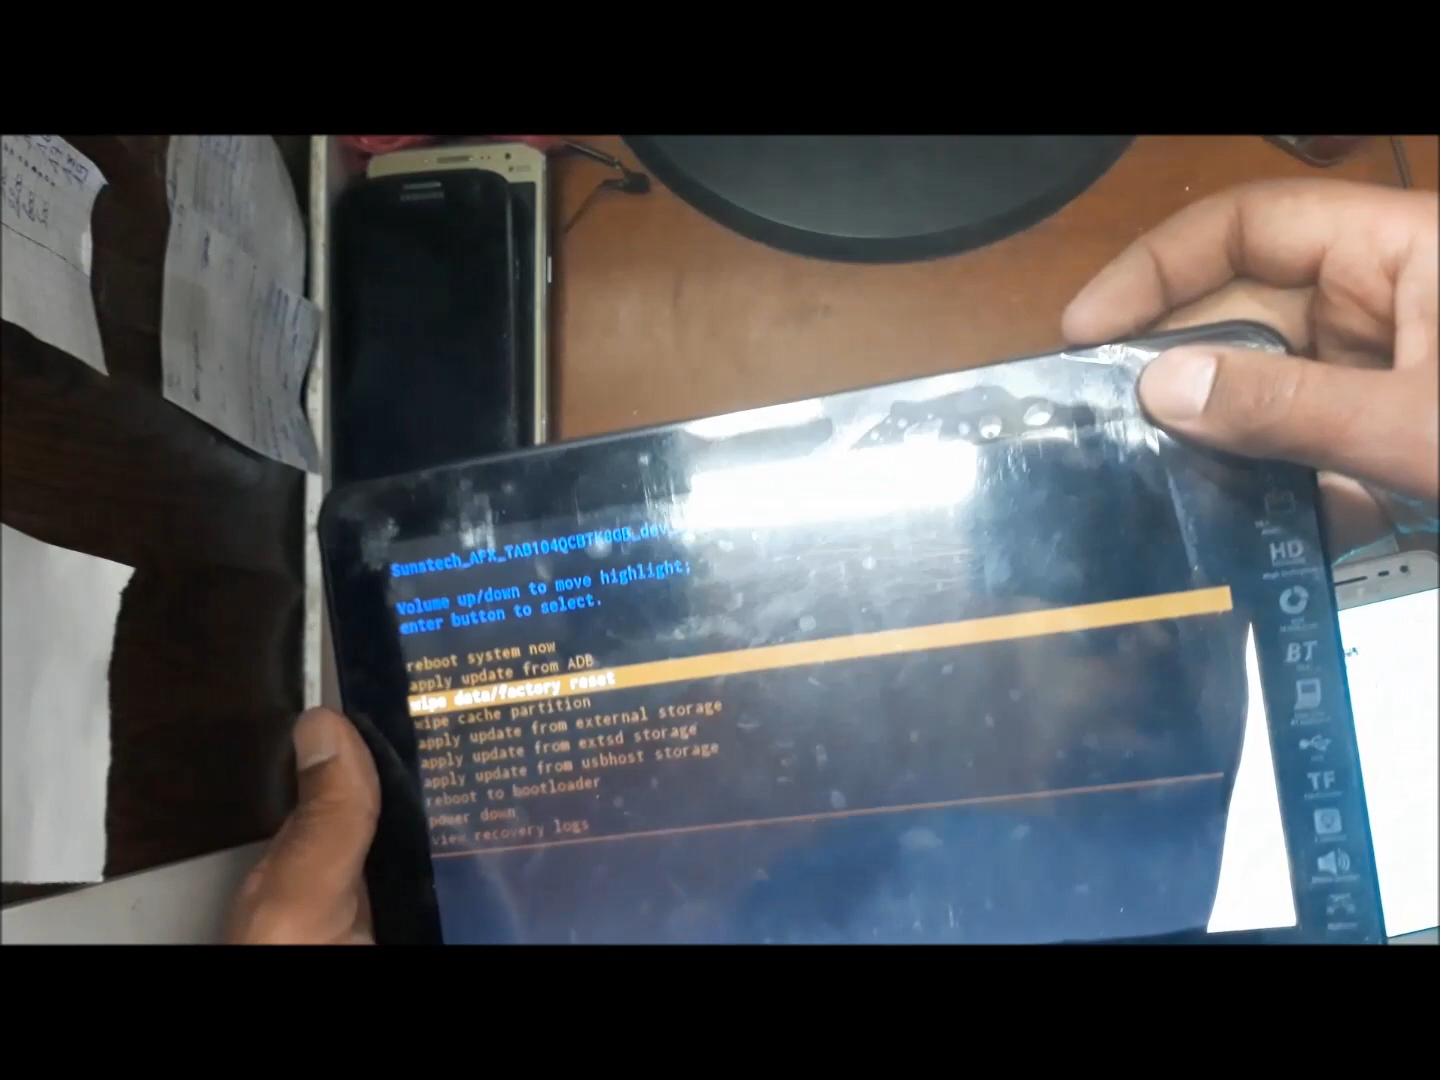 Sunstech_AFX_TAB104QCBTK8GB_dev
Volume up/down to move highlight;
enter button to select.
reboot system now
apply update from ADB
wipe data/factory reset
wipe cache partition
apply update from external storage
apply update from extsd storage
apply update from usbhost storage
reboot to bootloader
power down
view recovery logs
HD
BT
TF